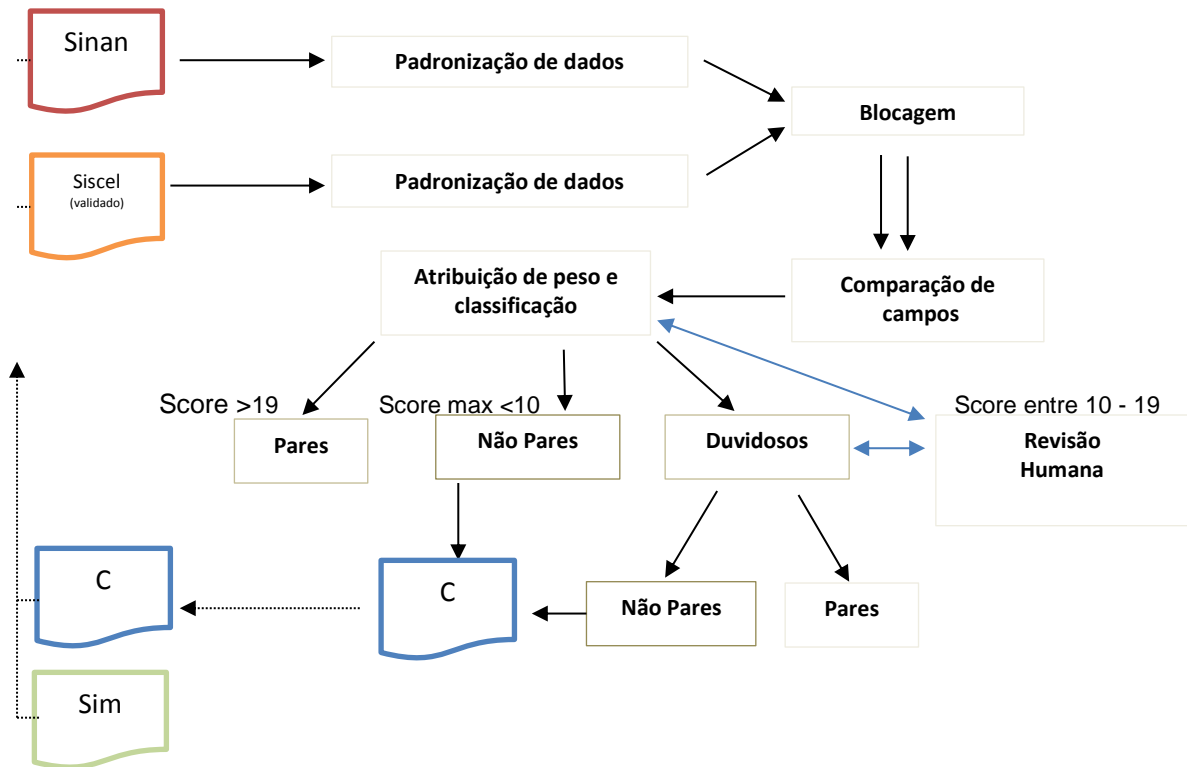 Sinan
Padronização de dados
Blocagem
Siscel
(validado)
Padronização de dados
Atribuição de peso e
classificação
Comparação de
campos
Score >19
Score max <10
Score entre 10 - 19
Pares
Não Pares
Duvidosos
Revisão
Humana
C
C
Não Pares
Pares
Sim